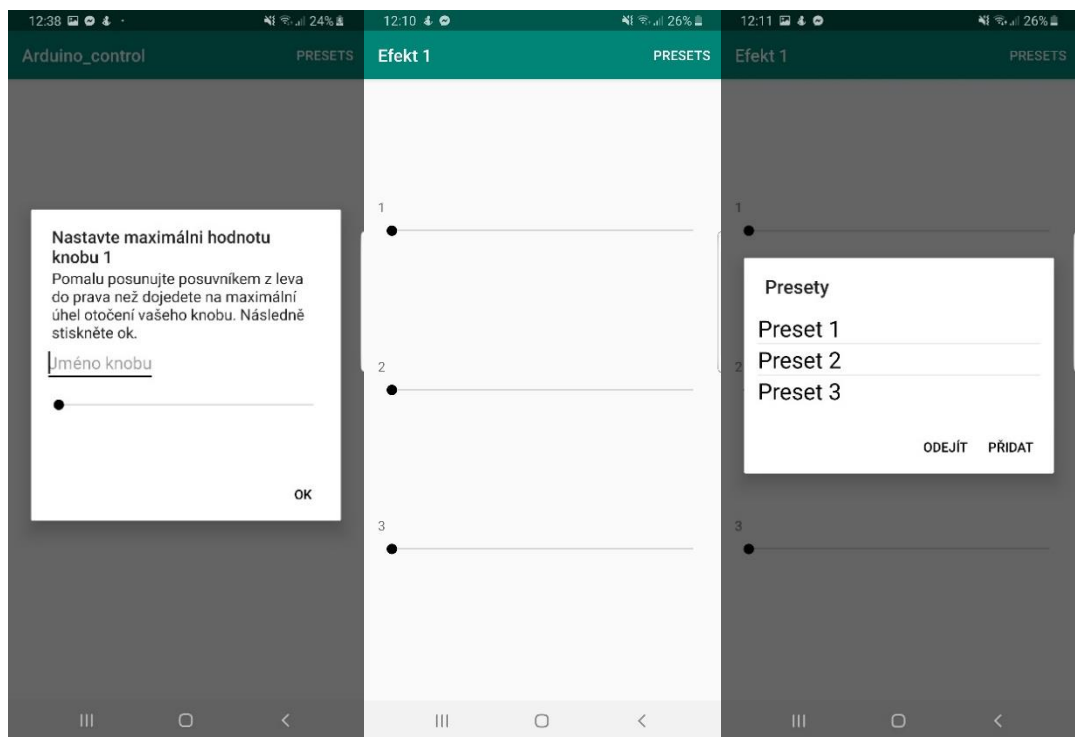 12:38
24%
Arduino_control
PRESETS
Nastavte maximálni hodnotu
knobu 1
Pomalu posunujte posuvníkem z leva
do prava než dojedete na maximální
úhel otočení vašeho knobu. Následně
stiskněte ok.
Jméno knobu
OK
12:10
26%
Efekt 1
PRESETS
1
2
3
12:11
26%
Efekt 1
PRESETS
1
Presety
Preset 1
Preset 2
Preset 3
2
ODEJÍT PŘIDAT
3